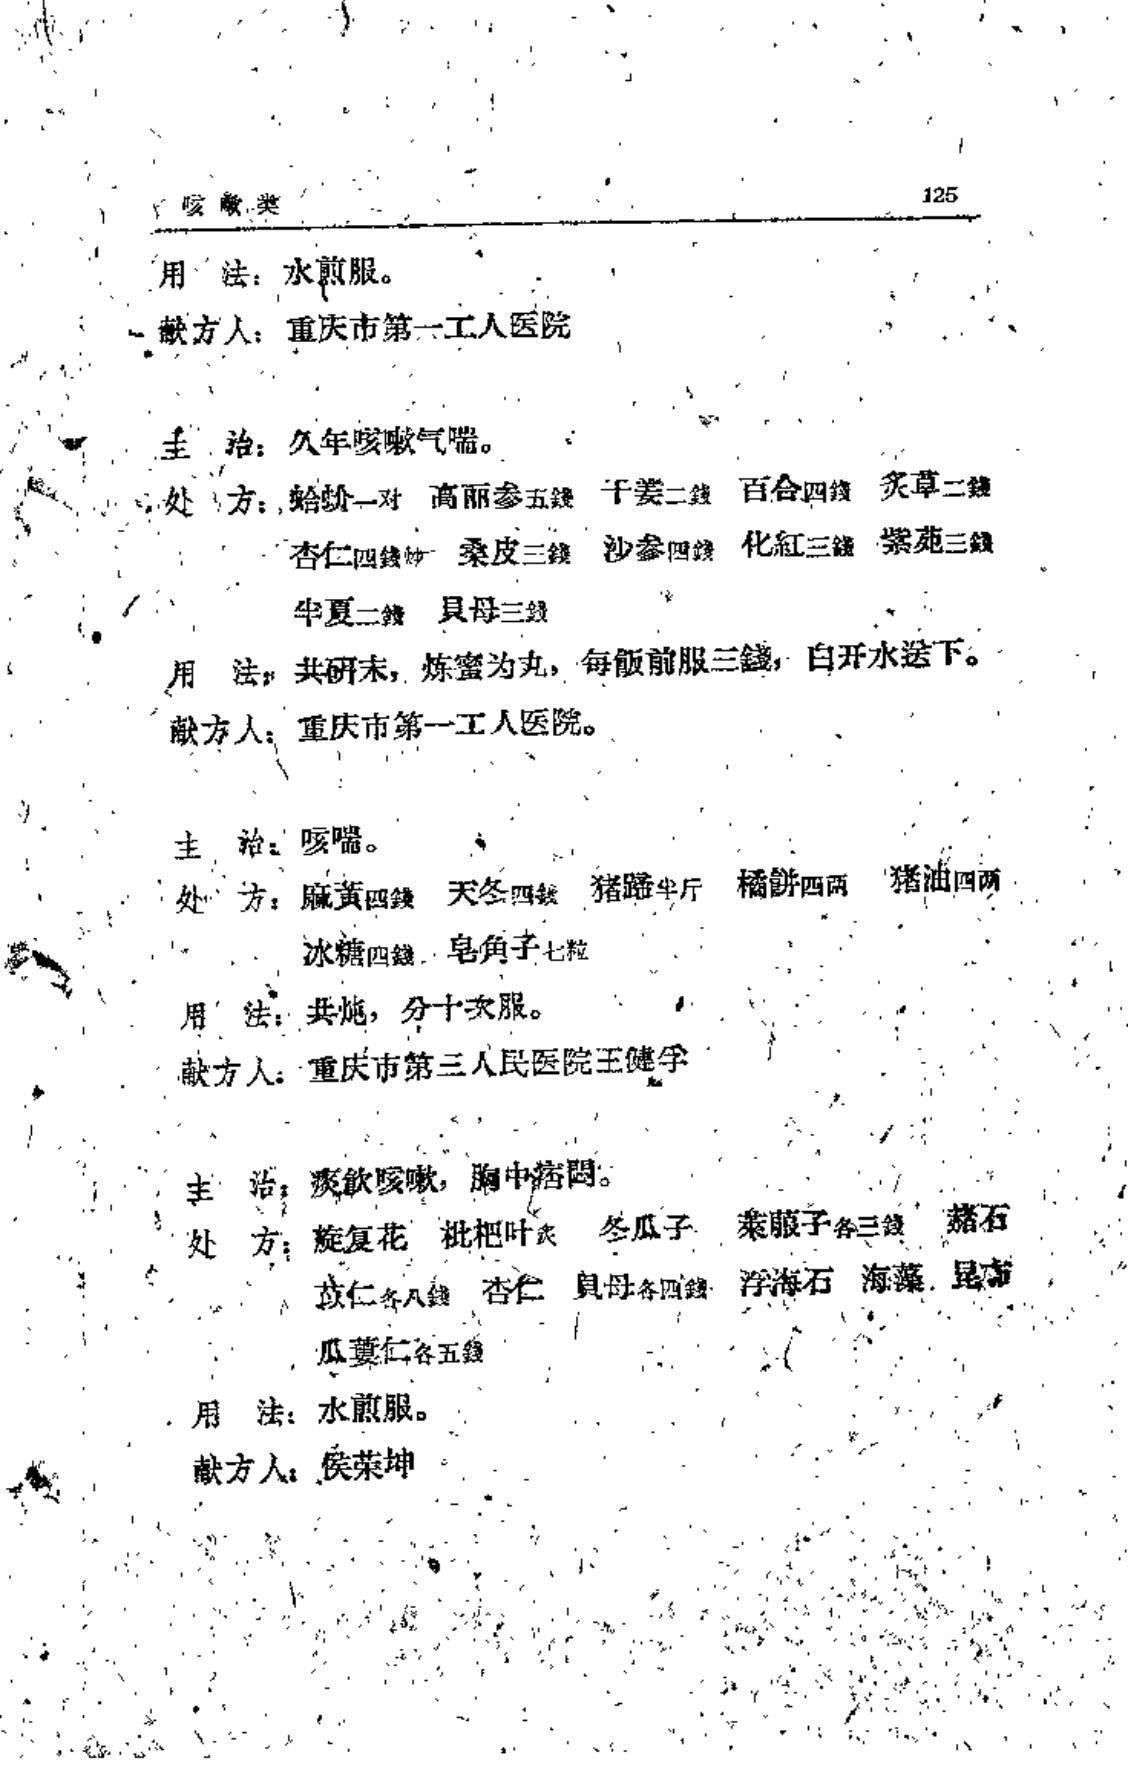 咳嗽类 125
用 法：水煎服。
献方人：重庆市第一工人医院
主 治：久年咳嗽气喘。
处 方：蛤蚧一对 高丽参五錢 干姜二錢 百合四錢 炙草二錢
杏仁四錢炒 桑皮三錢 沙参四錢 化紅三錢 紫菀三錢
半夏二錢 貝母三錢
用 法：共研末，炼蜜为丸，每飯前服三錢，白开水送下。
献方人：重庆市第一工人医院。
主 治：咳喘。
处 方：麻黄四錢 天冬四錢 猪蹄半斤 橘餅四两 猪油四两
冰糖四錢 皂角子七粒
用 法：共炖，分十次服。
献方人：重庆市第三人民医院王健孚
主 治：痰飲咳嗽，胸中痞悶。
处 方：旋复花 枇杷叶炙 冬瓜子 萊菔子各三錢 赭石
苡仁各八錢 杏仁 貝母各四錢 浮海石 海藻 昆布
瓜蔞仁各五錢
用 法：水煎服。
献方人：侯荣坤